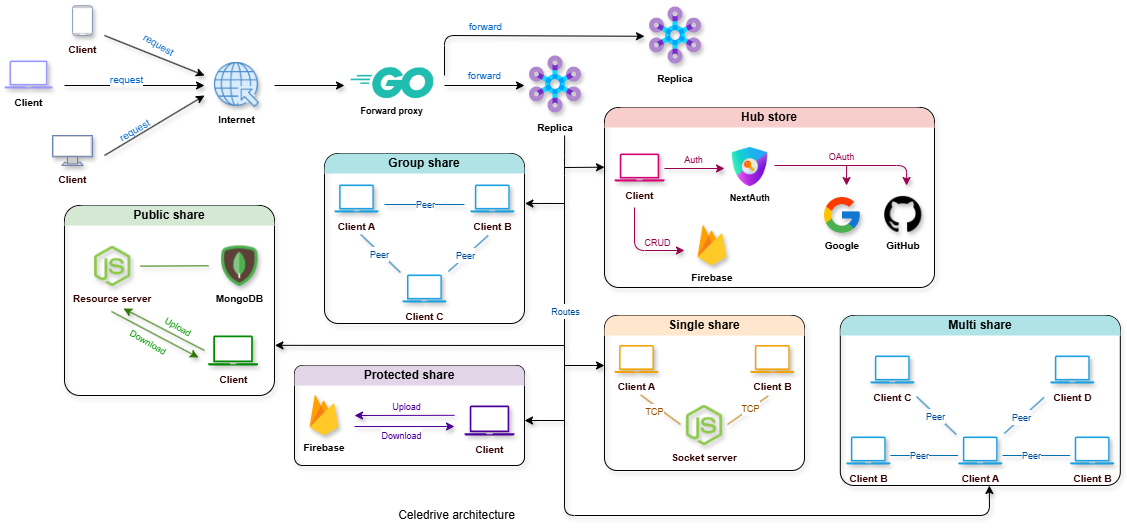 Client
request
Client
request
Client
request
Internet
GO
Forward proxy
forward
forward
Replica
Replica
Hub store
Client
Auth
NextAuth
OAuth
Google
GitHub
CRUD
Firebase
Group share
Client A
Peer
Client B
Peer
Peer
Client C
Public share
JS
Resource server
MongoDB
Upload
Download
Client
Routes
Protected share
Firebase
Upload
Download
Client
Single share
Client A
Client B
TCP
TCP
JS
Socket server
Multi share
Client C
Client D
Peer
Peer
Client B
Peer
Client A
Peer
Client B
Celedrive architecture